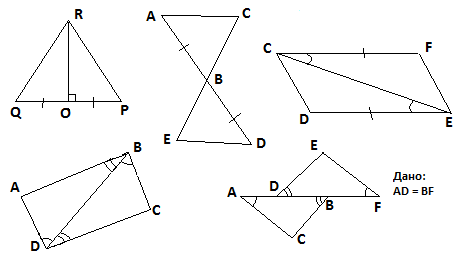 R
Q O P
A C
B
E D
C F
D E
B
A
C
D
E
A D B F
C
Дано:
AD = BF